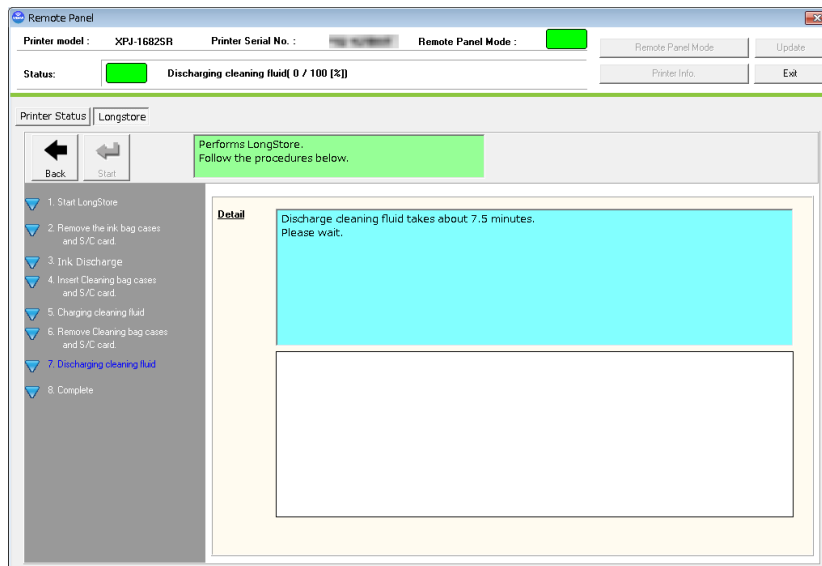 Remote Panel
Printer model : XPJ-1682SR Printer Serial No. : Remote Panel Mode : Remote Panel Mode Update
Status: Discharging cleaning fluid( 0 / 100 [%]) Printer Info. Exit
Printer Status Longstore
Back Start
Performs LongStore.
Follow the procedures below.
1. Start LongStore
2. Remove the ink bag cases
and S/C card.
3. Ink Discharge
4. Insert Cleaning bag cases
and S/C card.
5. Charging cleaning fluid
6. Remove Cleaning bag cases
and S/C card.
7. Discharging cleaning fluid
8. Complete
Detail
Discharge cleaning fluid takes about 7.5 minutes.
Please wait.